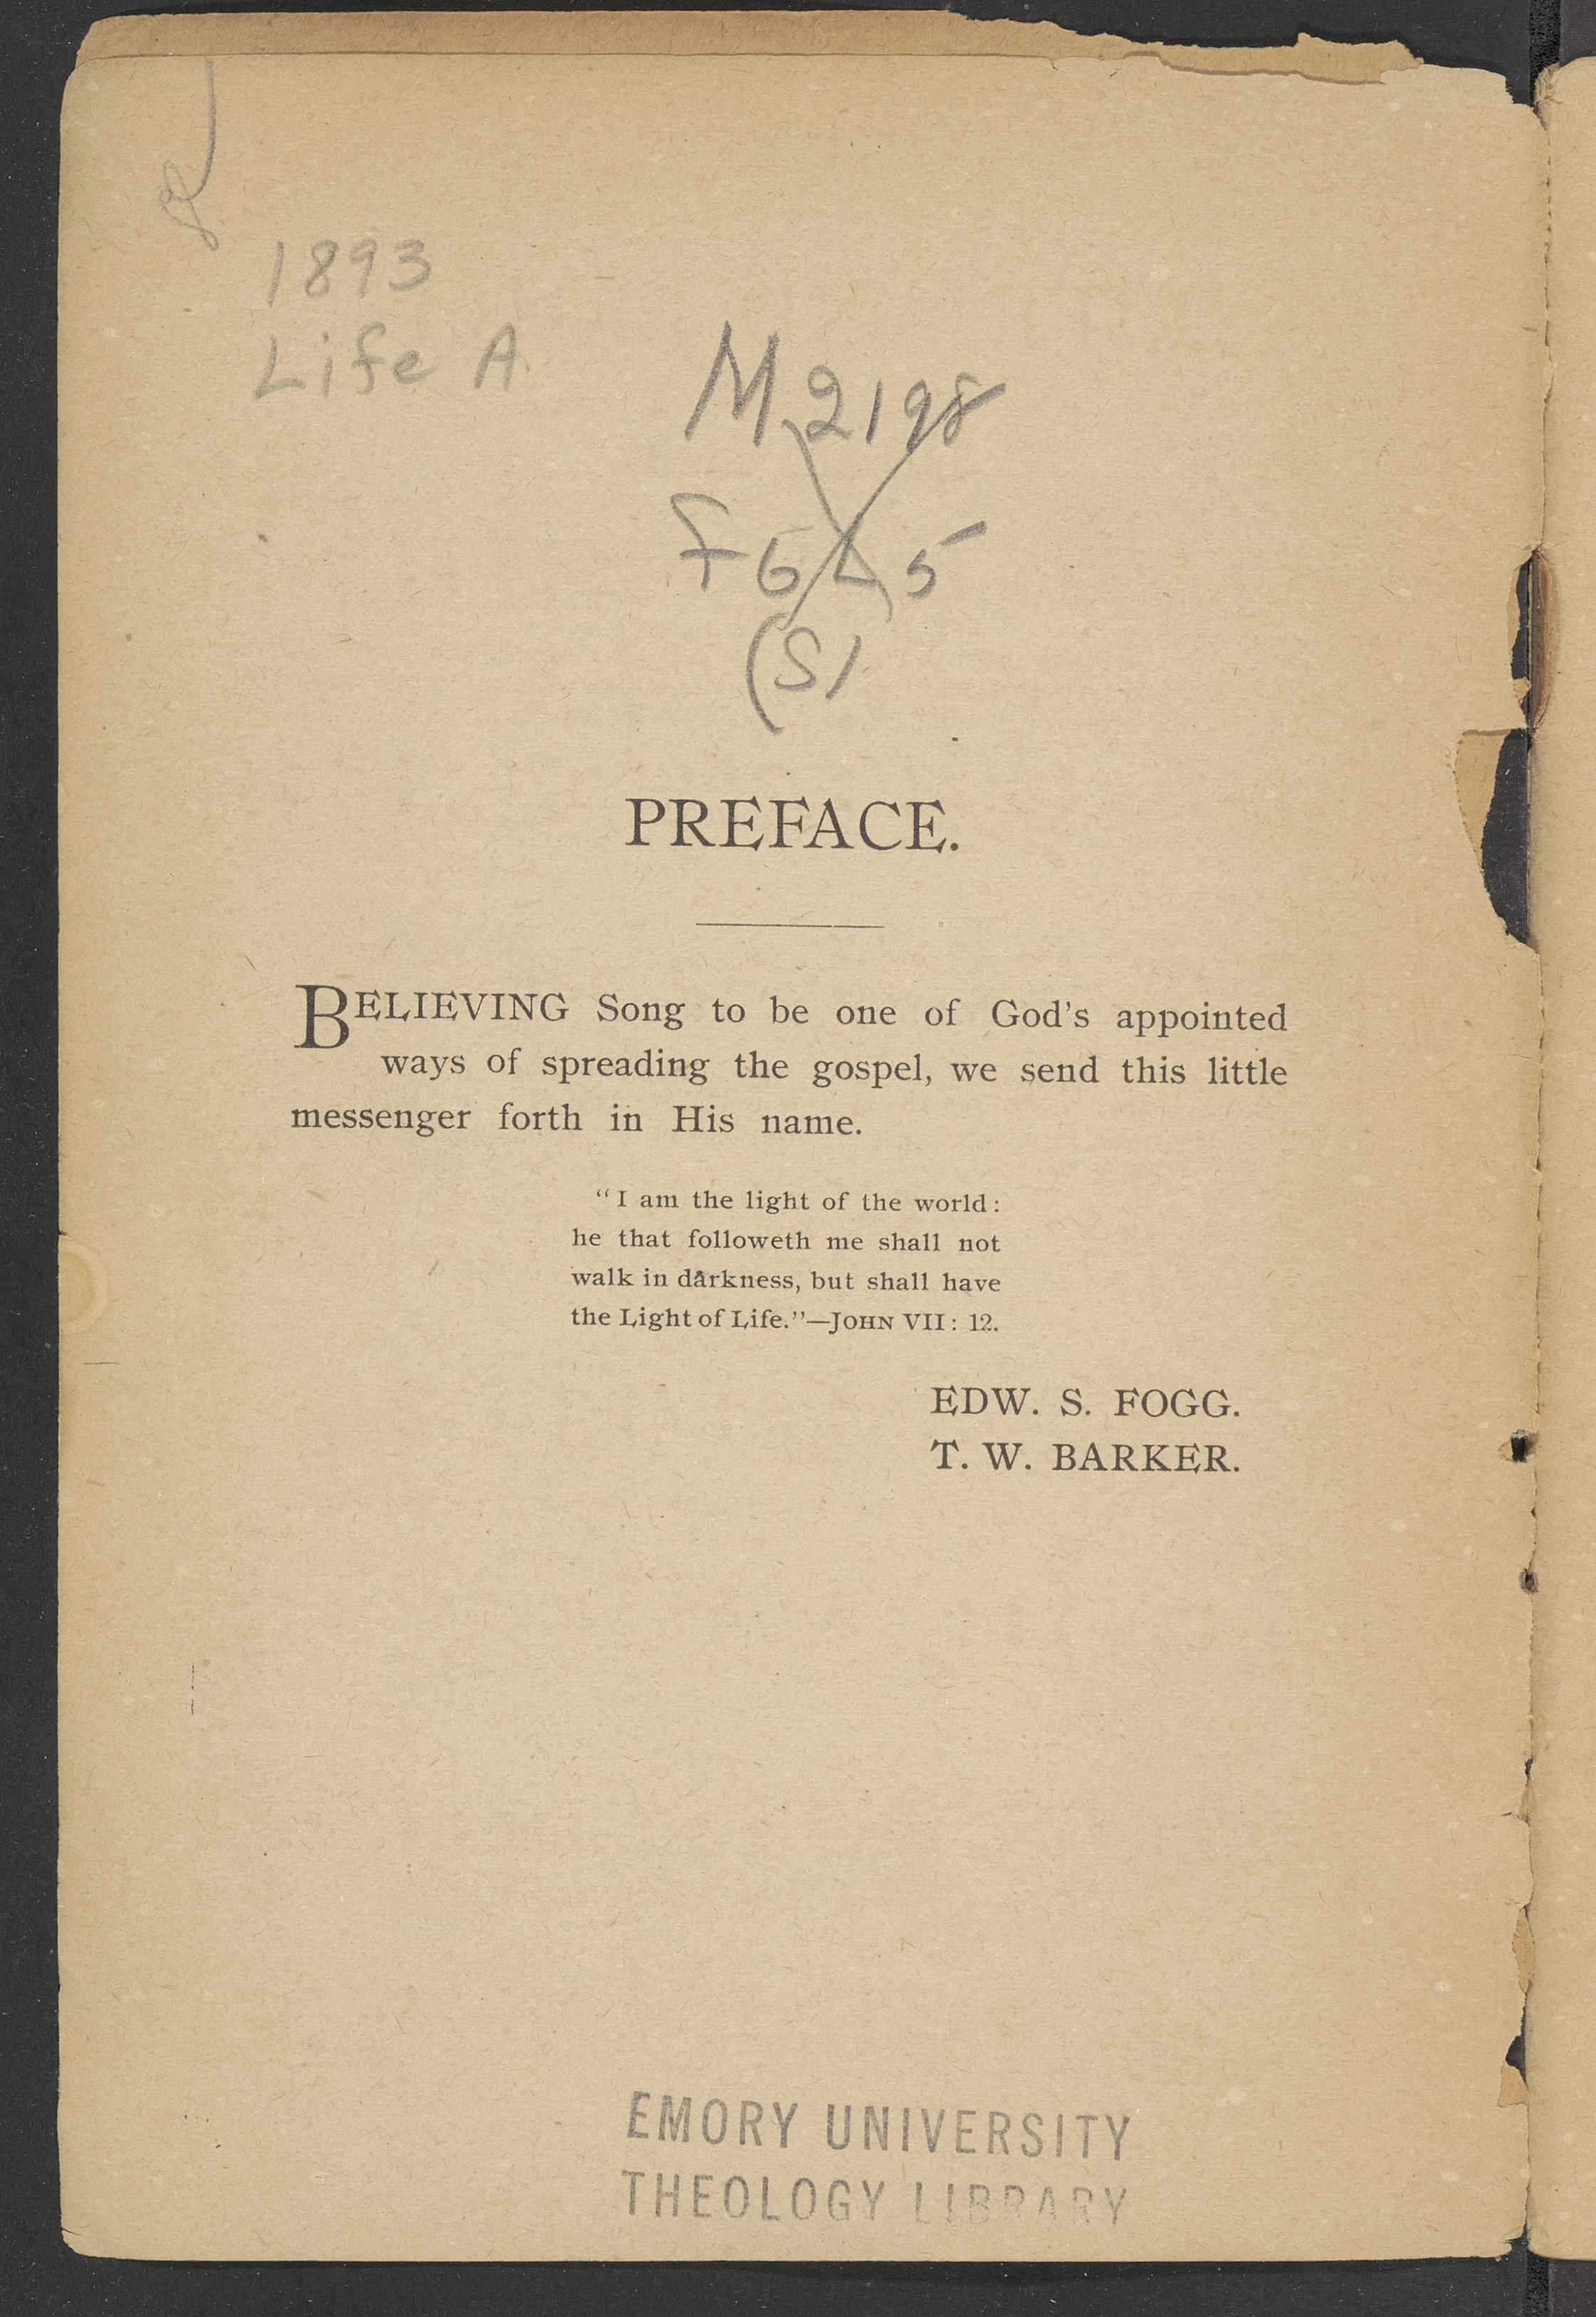 1893
Life A
M 2198
F6 L5
(S)
PREFACE.
BELIEVING Song to be one of God's appointed
ways of spreading the gospel, we send this little
messenger forth in His name.
"I am the light of the world:
he that followeth me shall not
walk in darkness, but shall have
the Light of Life."—JOHN VII: 12.
EDW. S. FOGG.
T. W. BARKER.
EMORY UNIVERSITY
THEOLOGY LIBRARY